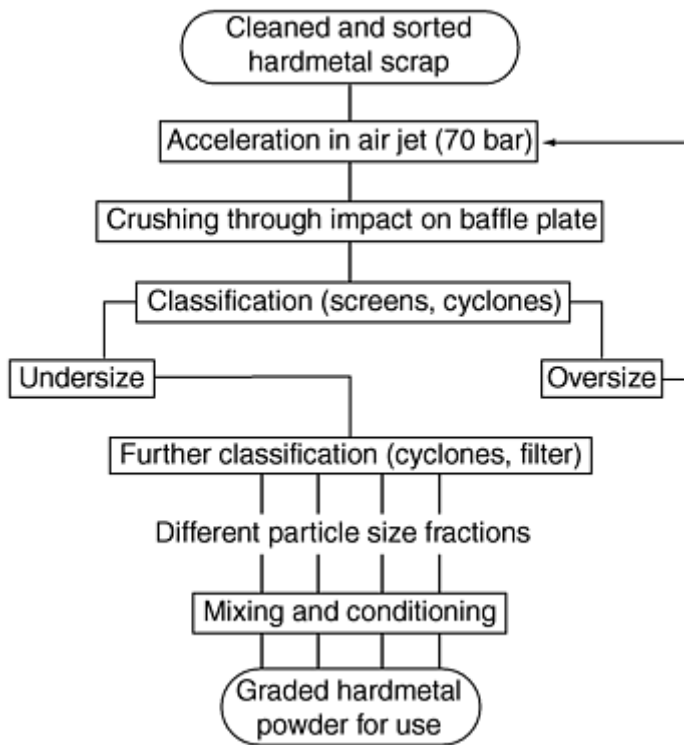 Cleaned and sorted
hardmetal scrap
Acceleration in air jet (70 bar)
Crushing through impact on baffle plate
Classification (screens, cyclones)
Undersize
Oversize
Further classification (cyclones, filter)
Different particle size fractions
Mixing and conditioning
Graded hardmetal
powder for use